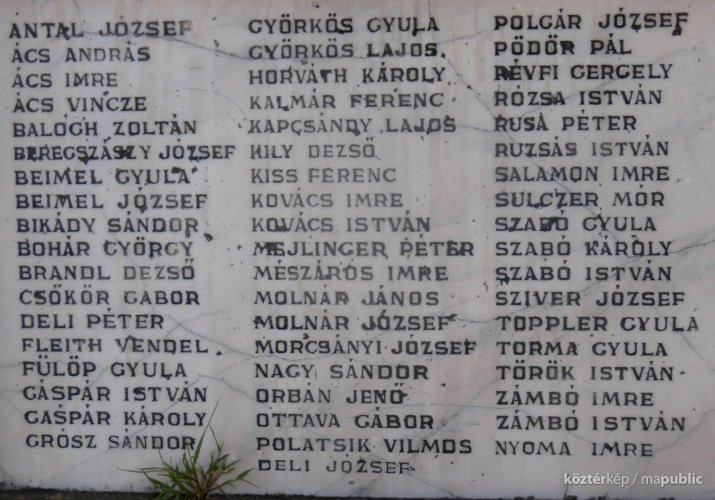 ANTAL JÓZSEF
ÁCS ANDRÁS
ÁCS IMRE
ÁCS VINCZE
BALOGH ZOLTÁN
BEREGSZÁSZY JÓZSEF
BEIMEL GYULA
BEIMEL JÓZSEF
BIKÁDY SÁNDOR
BOHÁR GYÖRGY
BRANDL DEZSŐ
CSŐKÖR GÁBOR
DELI PÉTER
FLEITH VENDEL
FÜLÖP GYULA
GÁSPÁR ISTVÁN
GÁSPÁR KÁROLY
GRÓSZ SÁNDOR
GYÖRKÖS GYULA
GYÖRKÖS LAJOS
HORVÁTH KÁROLY
KALMÁR FERENC
KAPCSÁNDY LAJOS
KILY DEZSŐ
KISS FERENC
KOVÁCS IMRE
KOVÁCS ISTVÁN
MEJLINGER PÉTER
MÉSZÁROS IMRE
MOLNÁR JÁNOS
MOLNÁR JÓZSEF
MORCSÁNYI JÓZSEF
NAGY SÁNDOR
ORBÁN JENŐ
OTTAVA GÁBOR
POLATSIK VILMOS
DELI JÓZSEF
POLGÁR JÓZSEF
PÖDÖR PÁL
RÉVFI GERGELY
RÓZSA ISTVÁN
RUSA PÉTER
RUZSÁS ISTVÁN
SALAMON IMRE
SULCZER MÓR
SZABÓ GYULA
SZABÓ KÁROLY
SZABÓ ISTVÁN
SZIVER JÓZSEF
TOPPLER GYULA
TORMA GYULA
TÖRÖK ISTVÁN
ZÁMBÓ IMRE
ZÁMBÓ ISTVÁN
NYOMA IMRE
köztérkép / mapublic